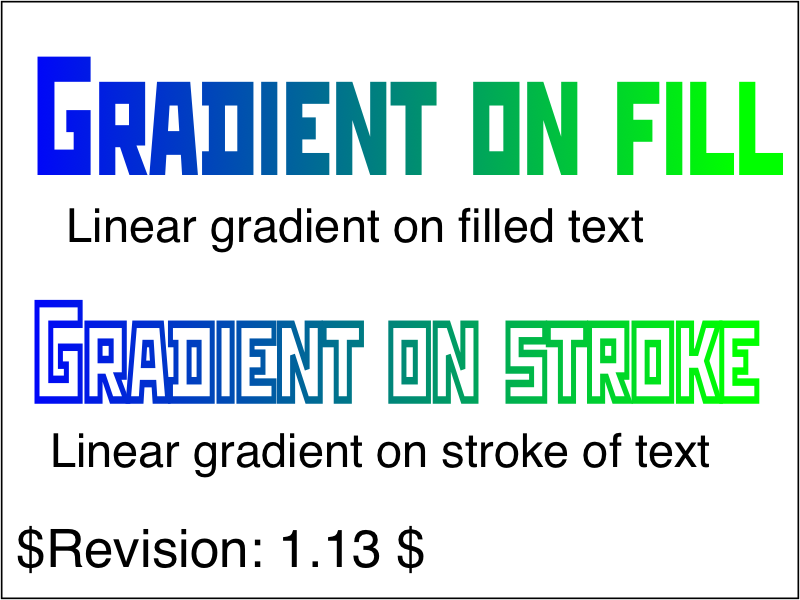 Gradient on fill
Linear gradient on filled text
Gradient on stroke
Linear gradient on stroke of text
$Revision: 1.13 $